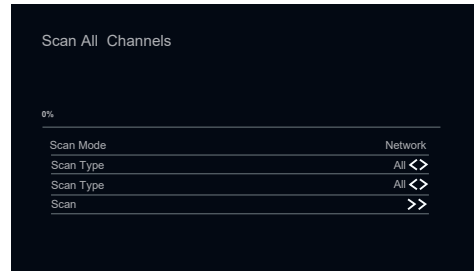 Scan All Channels
0%
Scan Mode Network
Scan Type All <>
Scan Type All <>
Scan >>